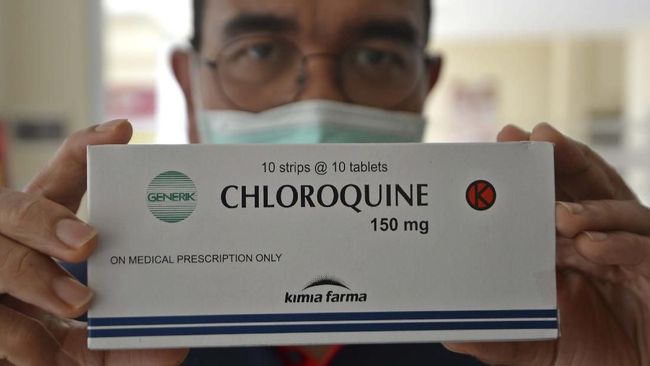 10 strips @ 10 tablets
GENERIK
CHLOROQUINE
K
150 mg
ON MEDICAL PRESCRIPTION ONLY
kimia farma